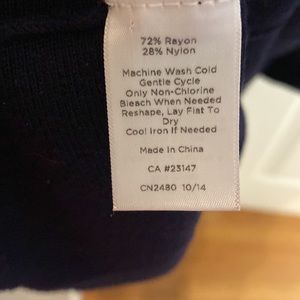 72% Rayon
28% Nylon
Machine Wash Cold
Gentle Cycle
Only Non-Chlorine
Bleach When Needed
Reshape, Lay Flat To
Dry
Cool Iron If Needed
Made In China
CA #23147
CN2480 10/14